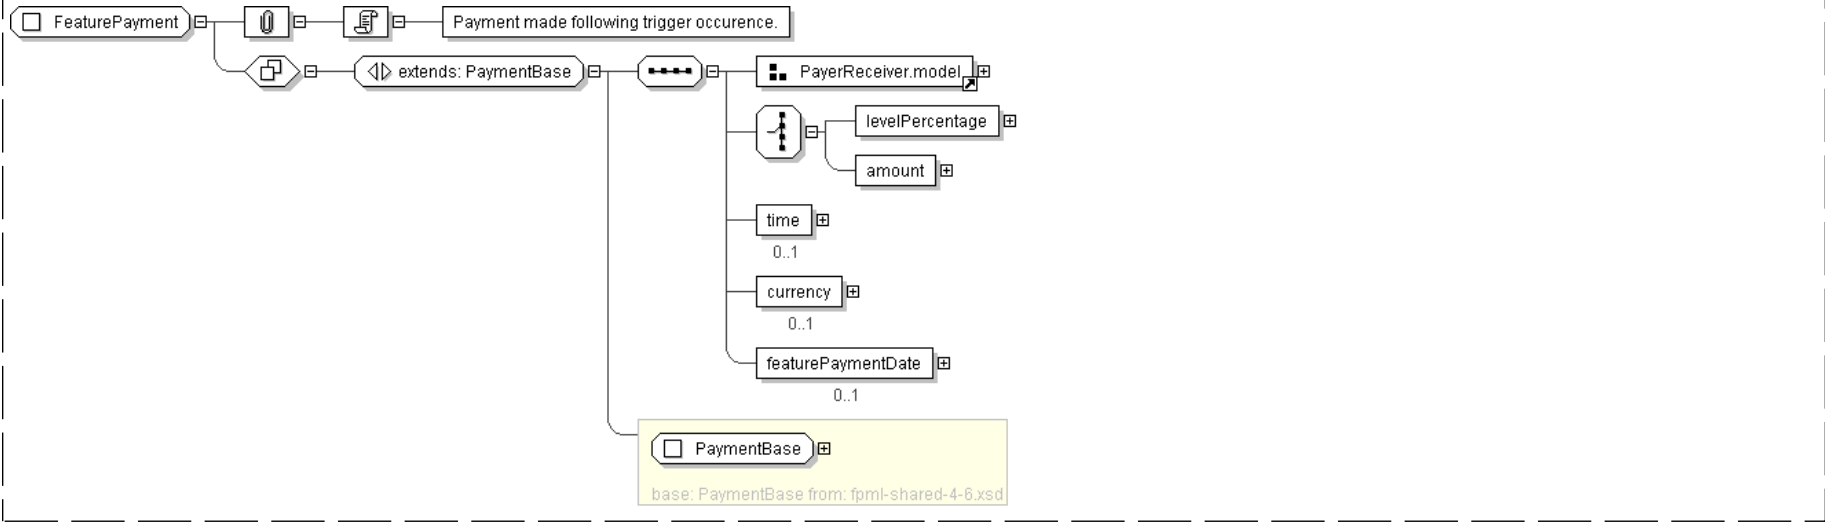 FeaturePayment
Payment made following trigger occurence.
extends: PaymentBase
PayerReceiver.model
levelPercentage
amount
time
0..1
currency
0..1
featurePaymentDate
0..1
PaymentBase
base: PaymentBase from: fpml-shared-4-6.xsd